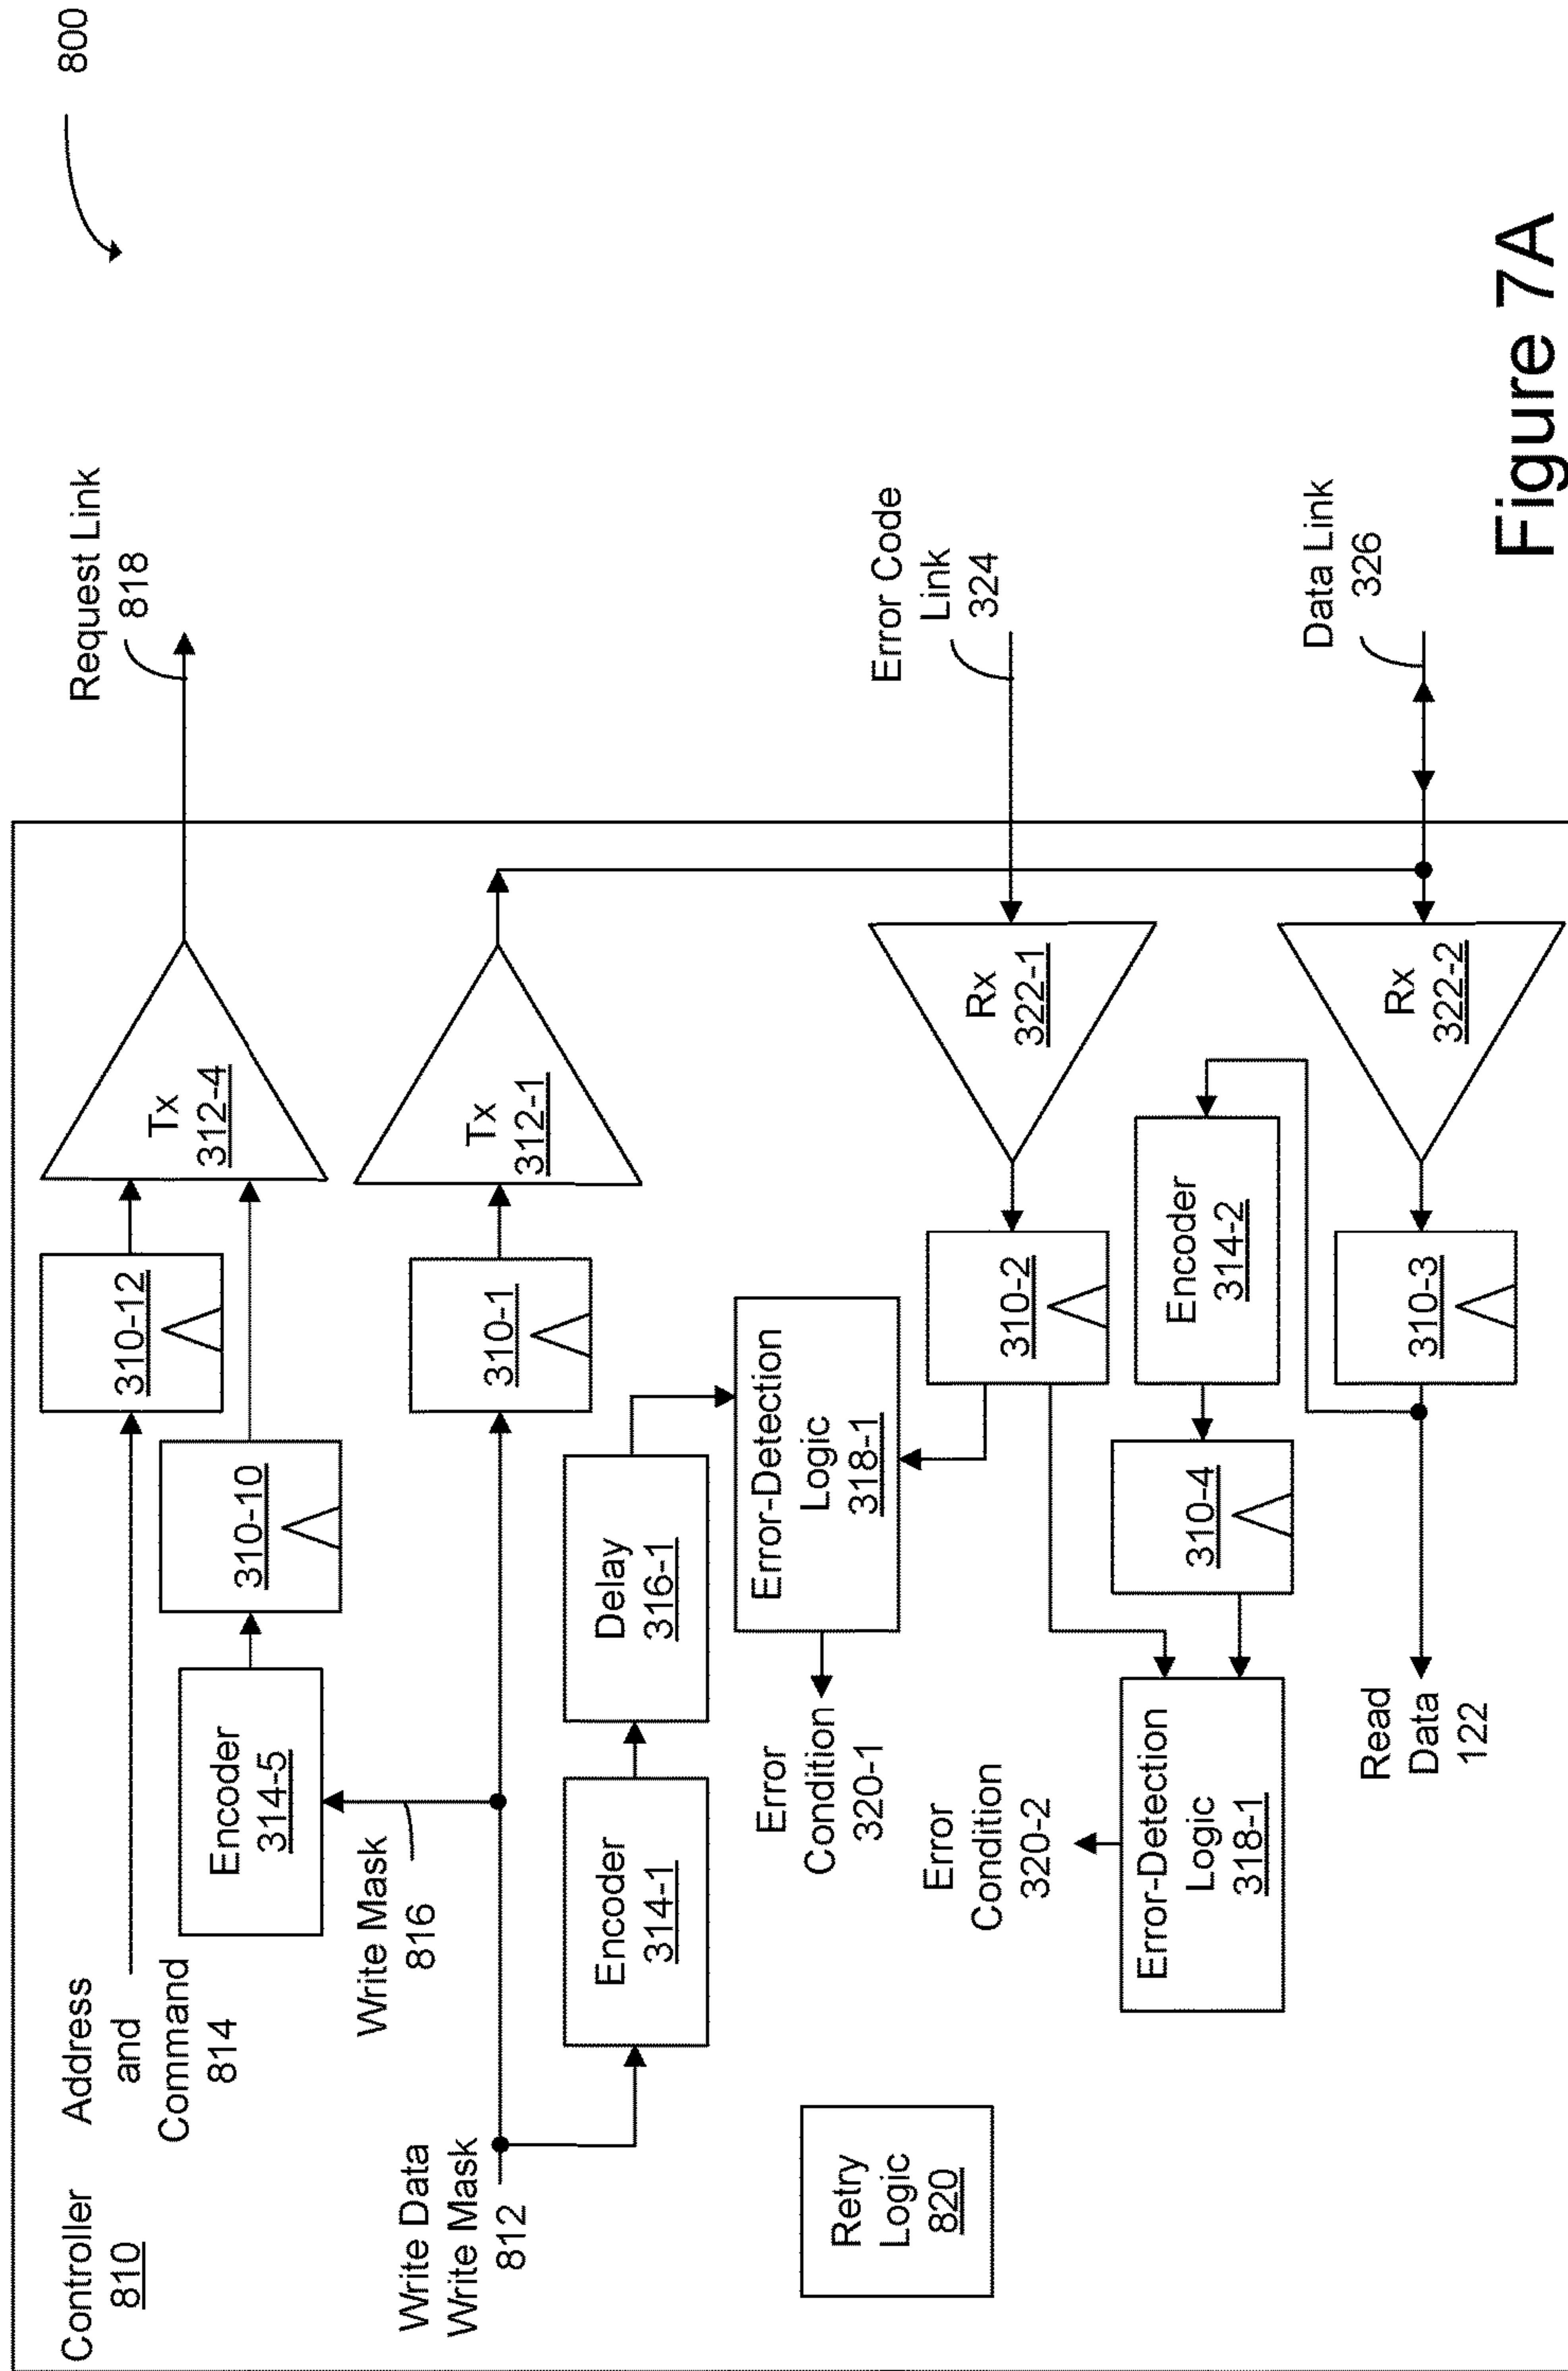 800
Controller
810
Address
and
Command
814
310-12
Tx
312-4
Request Link
818
Encoder
314-5
310-10
Write Mask
816
Write Data
Write Mask
812
310-1
Tx
312-1
Encoder
314-1
Delay
316-1
Error-Detection
Logic
318-1
Error
Condition
320-1
Retry
Logic
820
Error Code
Link
324
Rx
322-1
310-2
Error
Condition
320-2
Error-Detection
Logic
318-1
310-4
Encoder
314-2
Read
Data
122
310-3
Rx
322-2
Data Link
326
Figure 7A